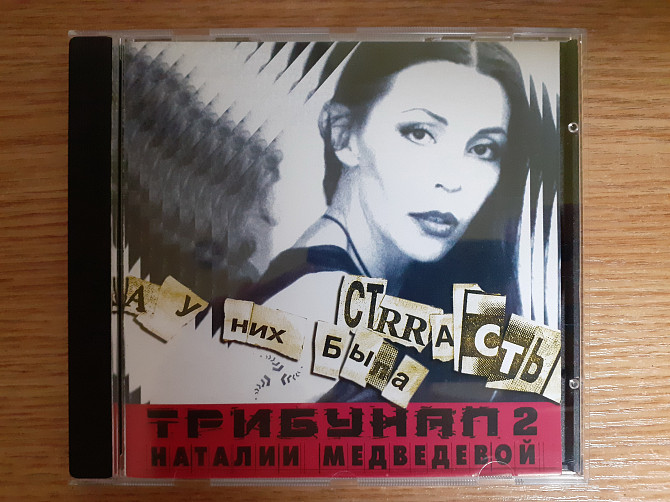 А У НИХ БЫЛА СТRRАСТЬ
ТРИБУНАЛ 2
НАТАЛИИ МЕДВЕДЕВОЙ